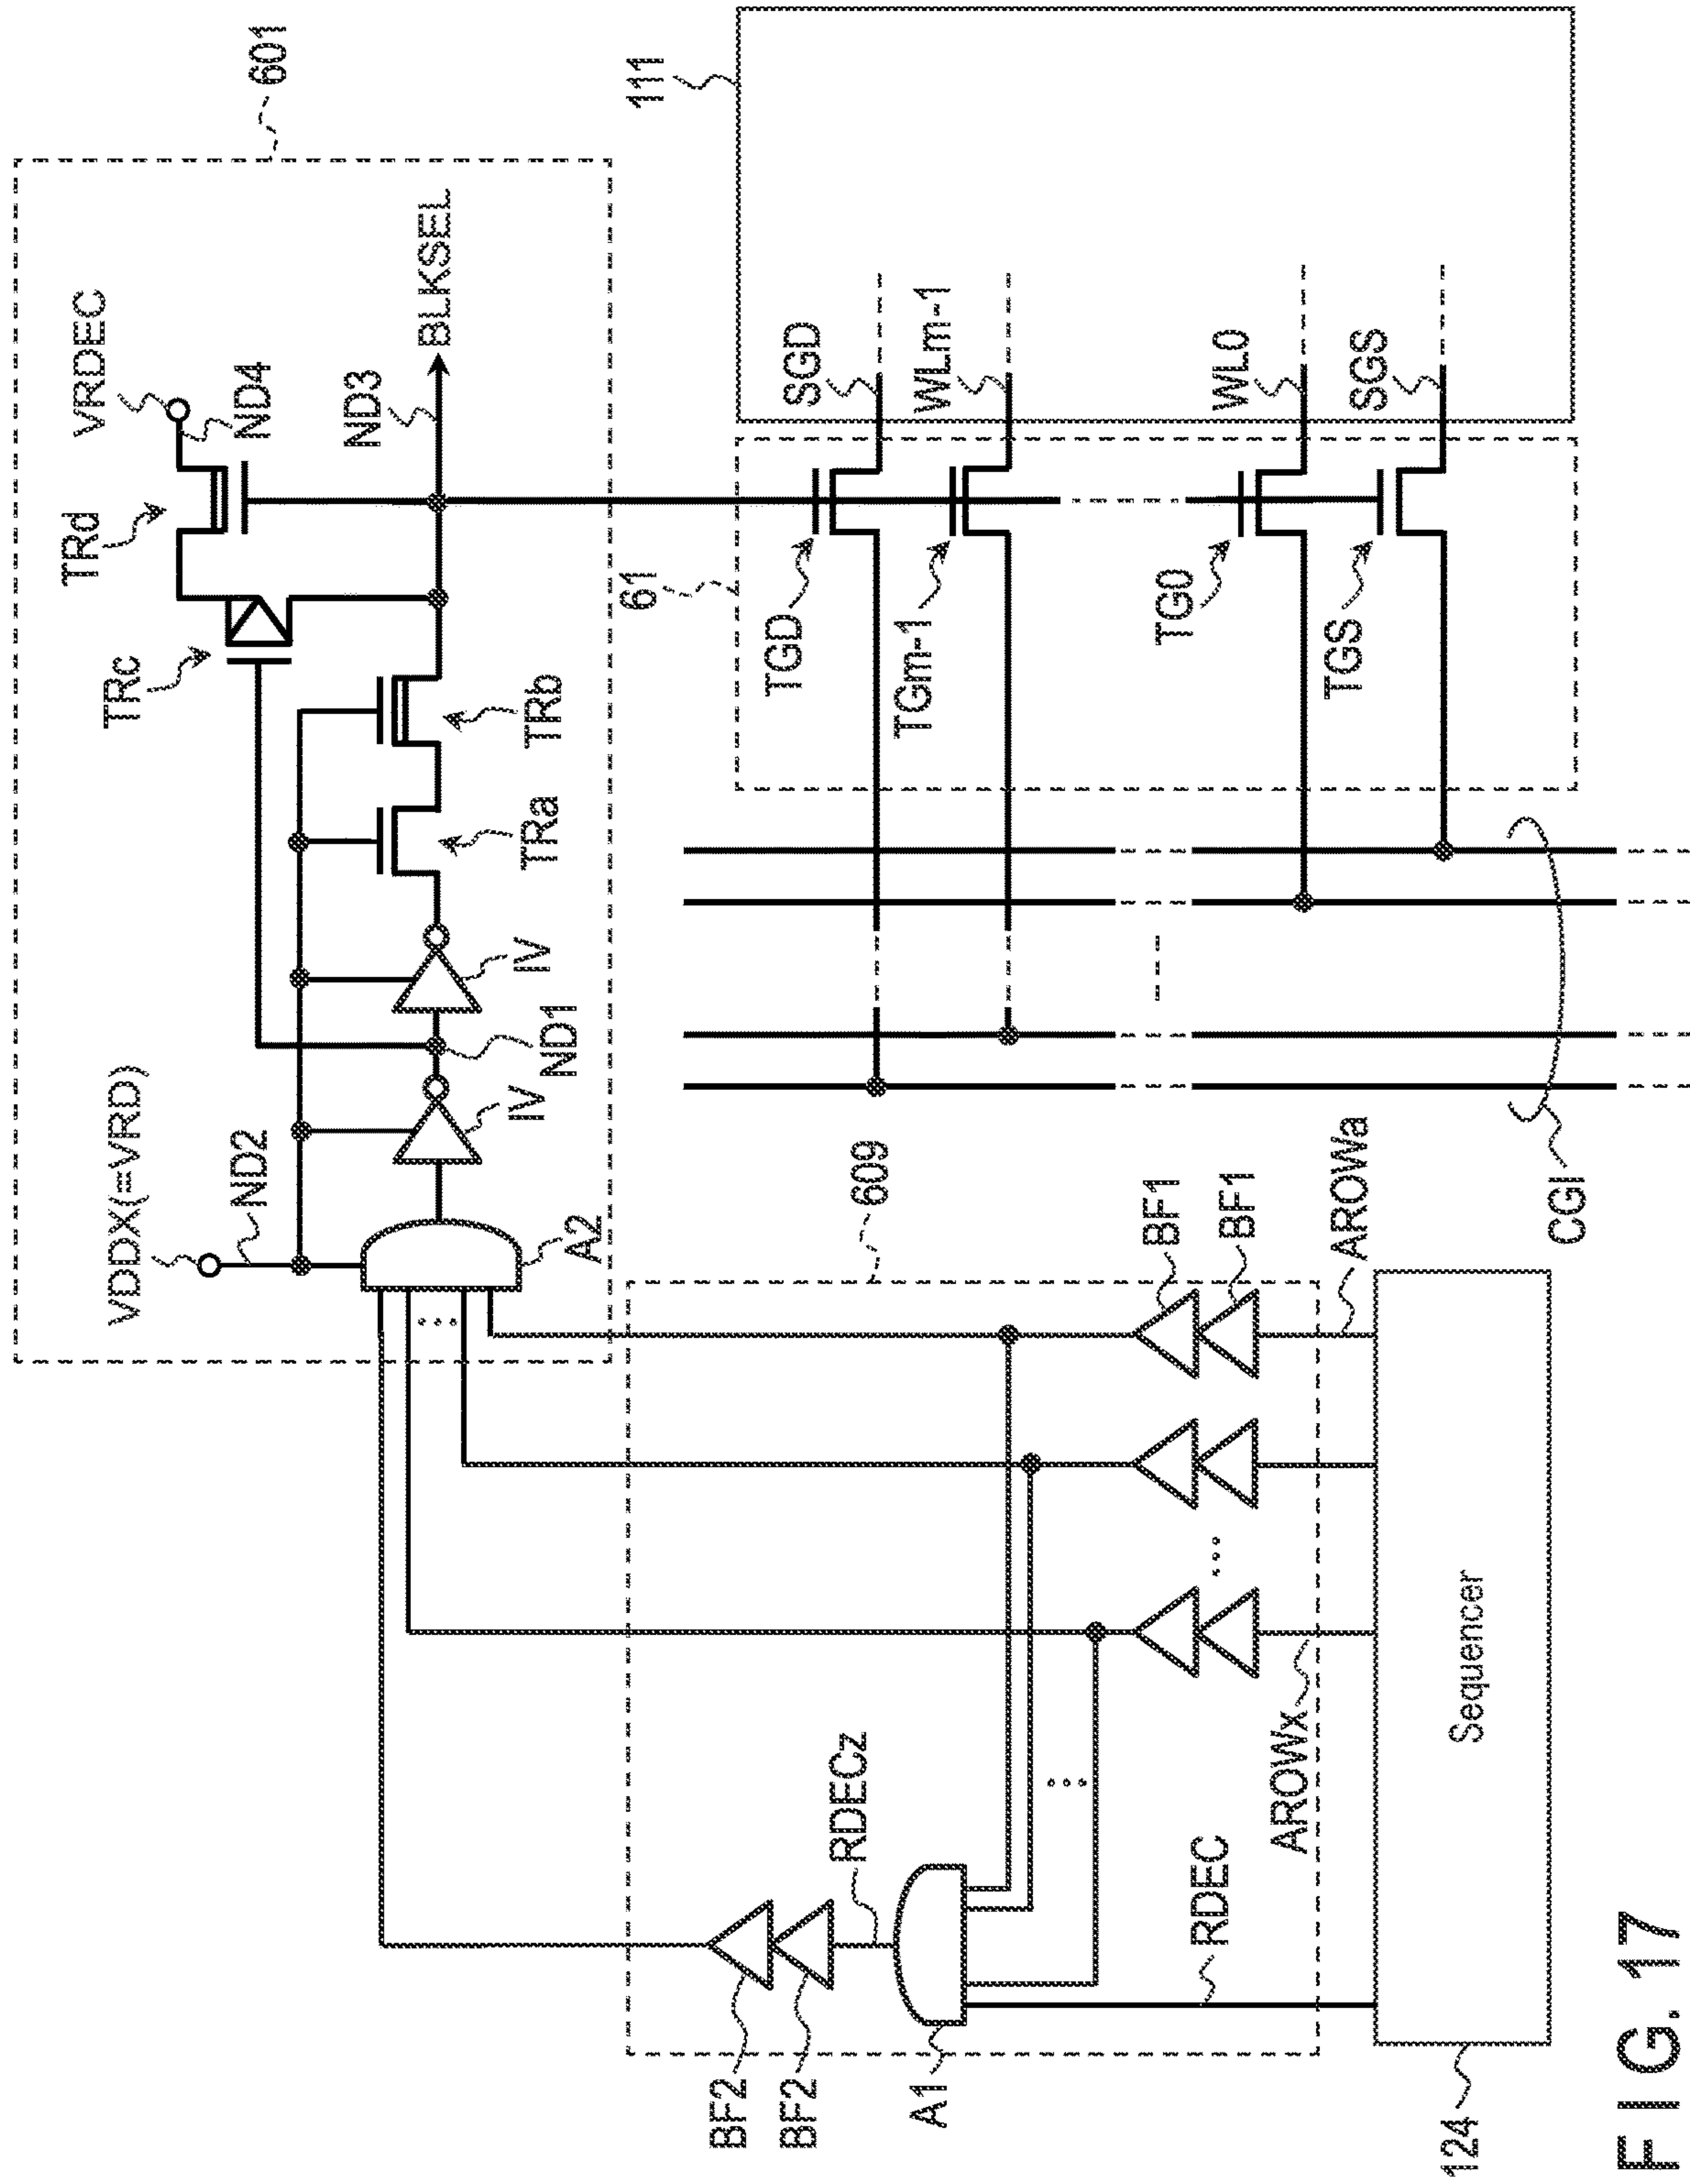 601
VDDX(=VRD)
ND2
TRc
TRd
VRDEC
ND4
ND3
BLKSEL
A2
IV
ND1
IV
TRa
TRb
111
61
SGD
WLm-1
WL0
SGS
TGD
TGm-1
TG0
TGS
CGI
609
BF1
BF1
AROWa
AROWx
BF2
BF2
RDECz
A1
RDEC
Sequencer
124
FIG. 17